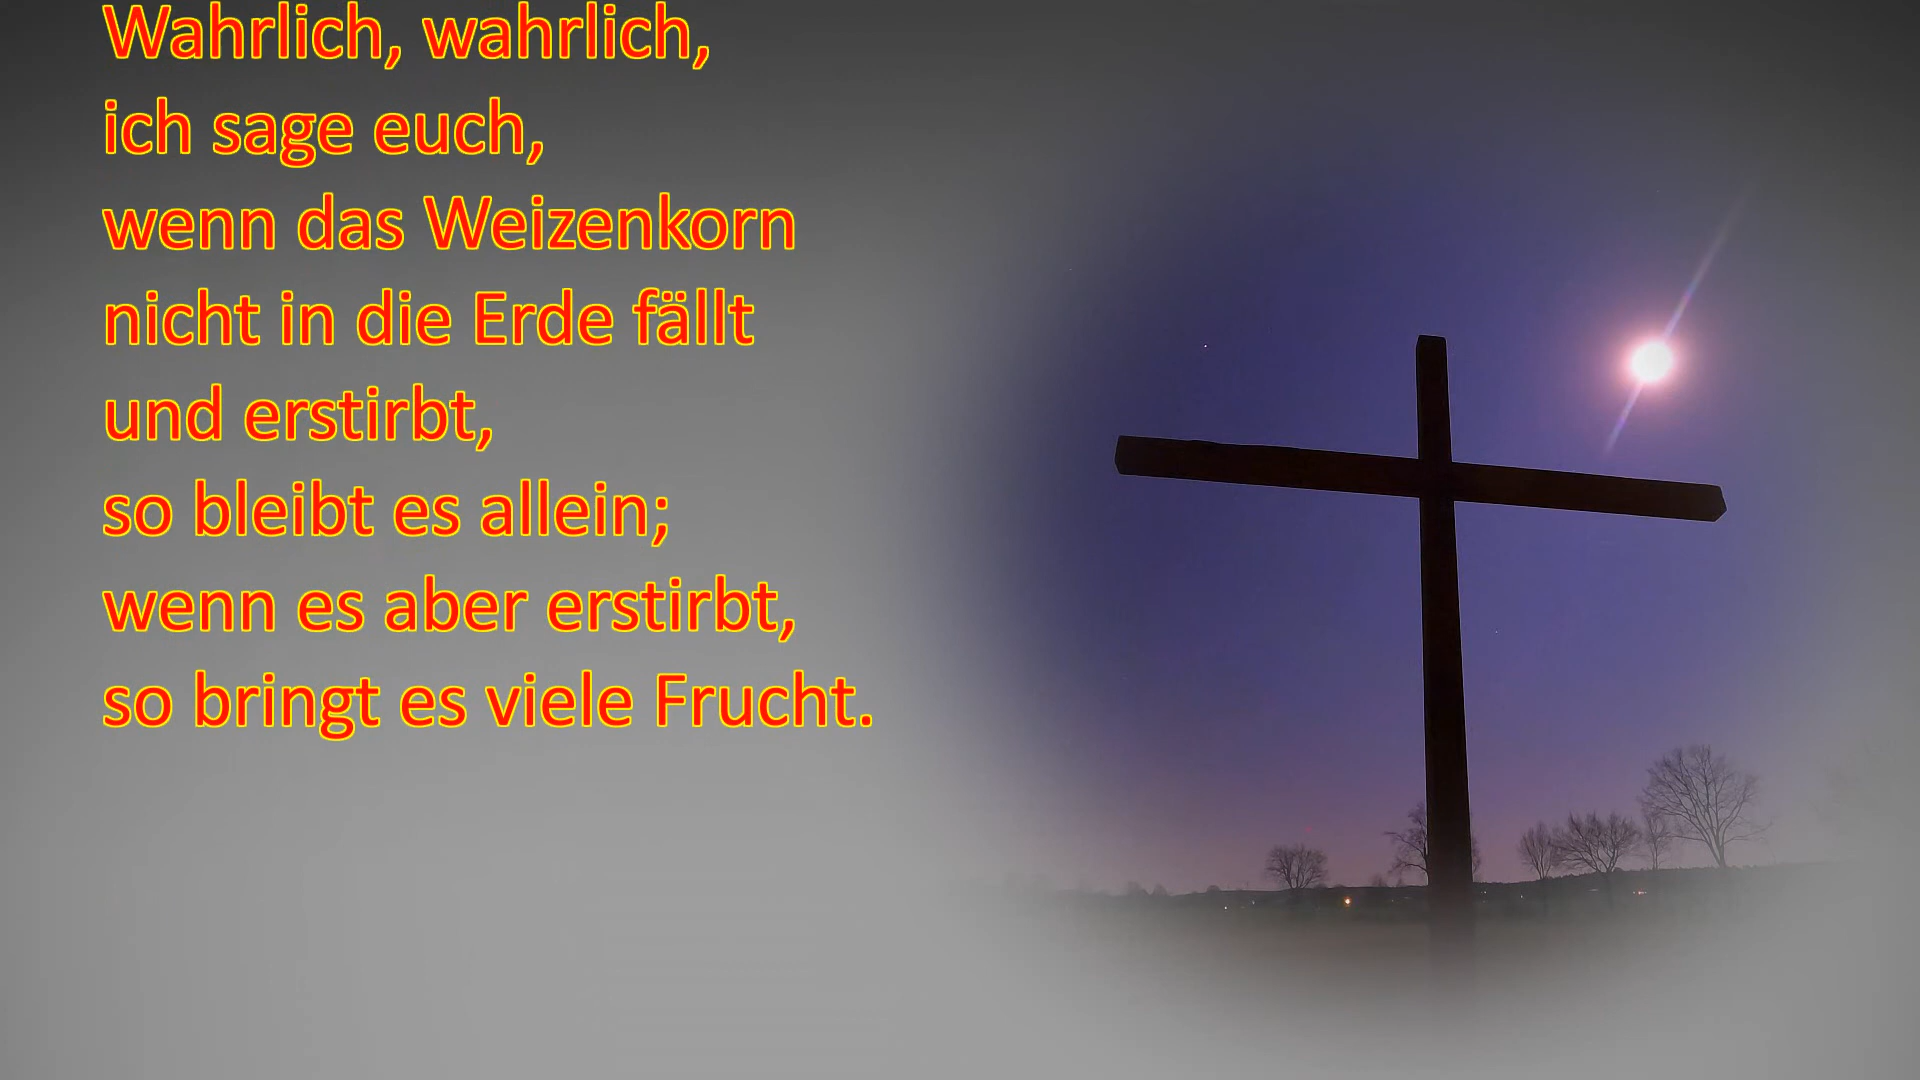 Wahrlich, wahrlich,
ich sage euch,
wenn das Weizenkorn
nicht in die Erde fällt
und erstirbt,
so bleibt es allein;
wenn es aber erstirbt,
so bringt es viele Frucht.